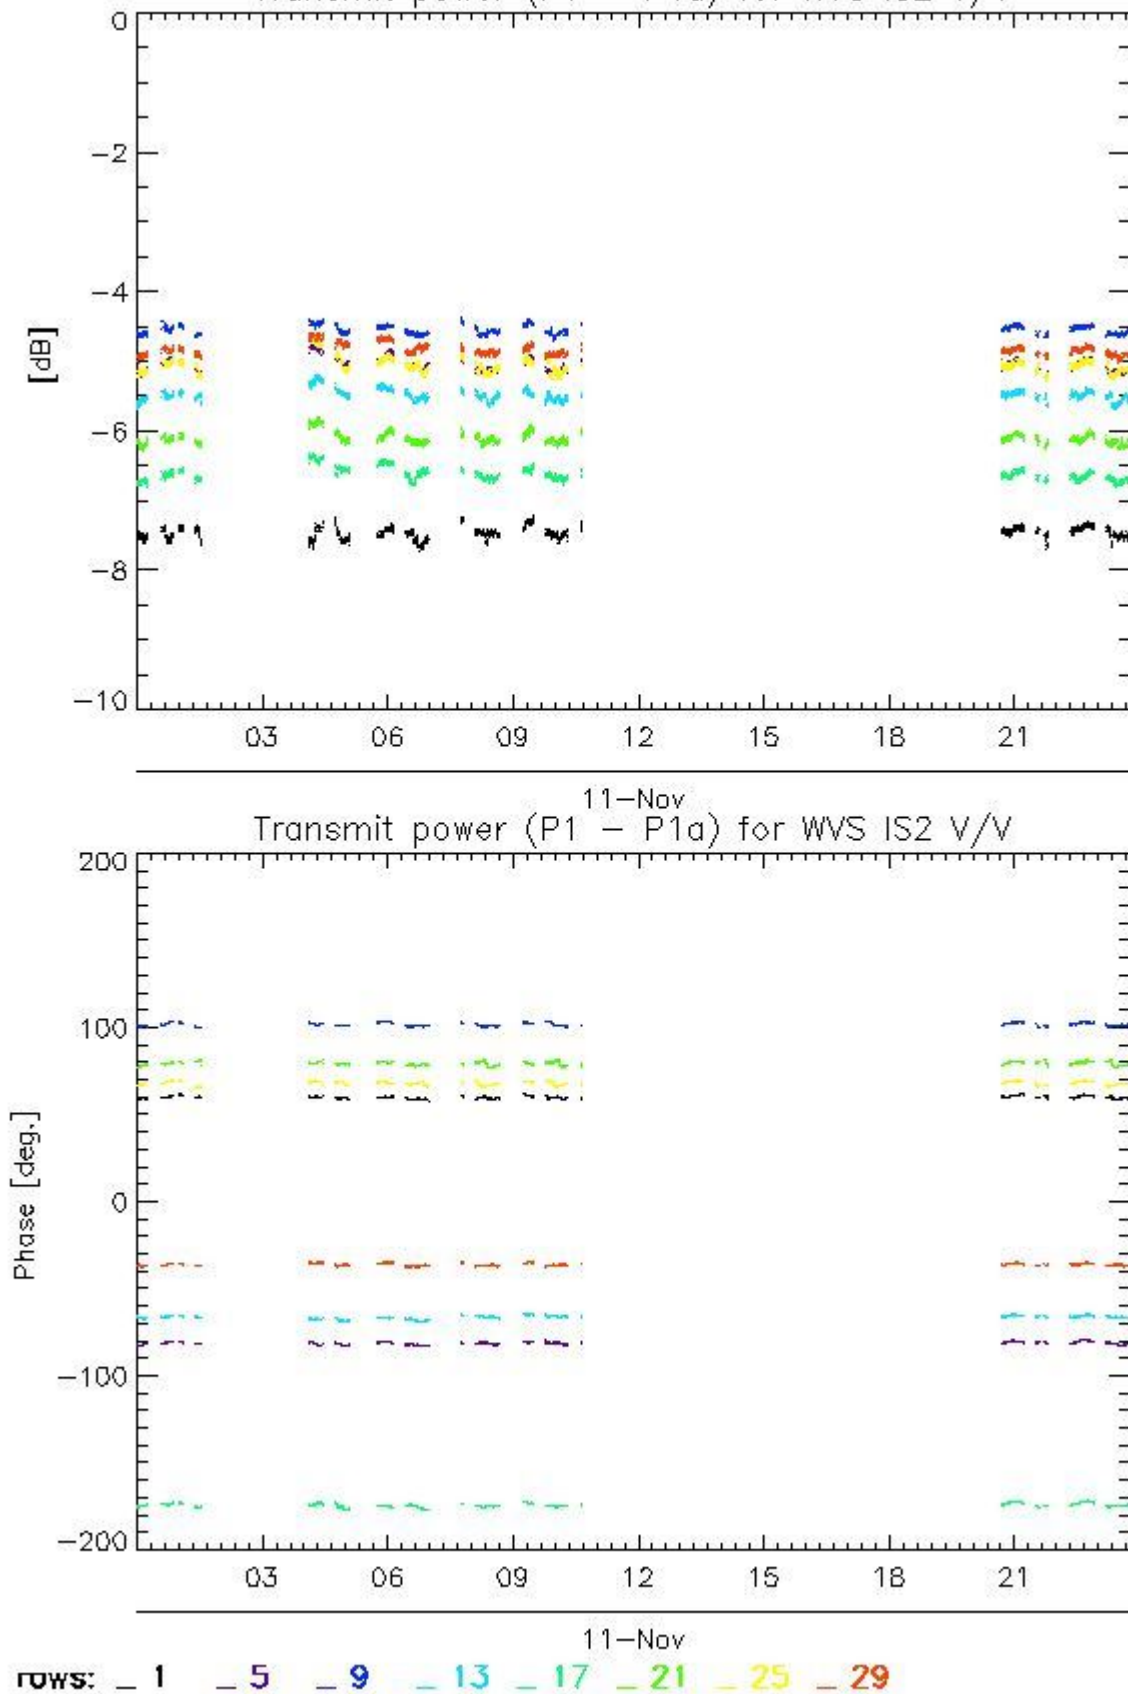 0
−2
−4
[dB]
−6
−8
−10
03 06 09 12 15 18 21
11−Nov
Transmit power (P1 − P1a) for WVS IS2 V/V
200
100
0
Phase [deg.]
−100
−200
03 06 09 12 15 18 21
11−Nov
rows: _ 1 _ 5 _ 9 _ 13 _ 17 _ 21 _ 25 _ 29